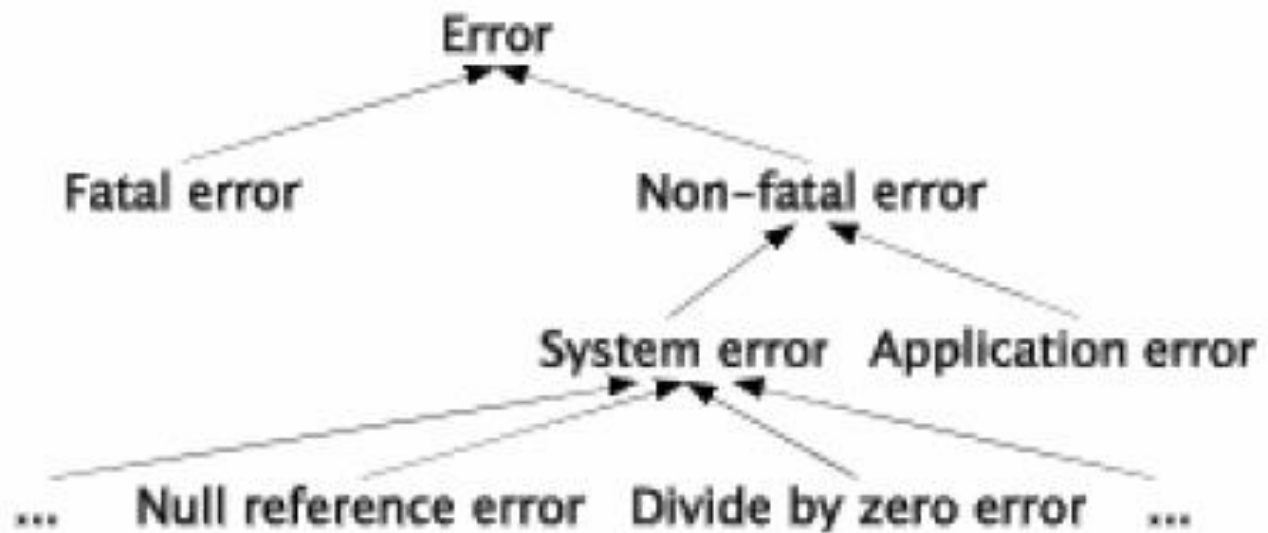 Error
Fatal error Non-fatal error
System error Application error
... Null reference error Divide by zero error ...